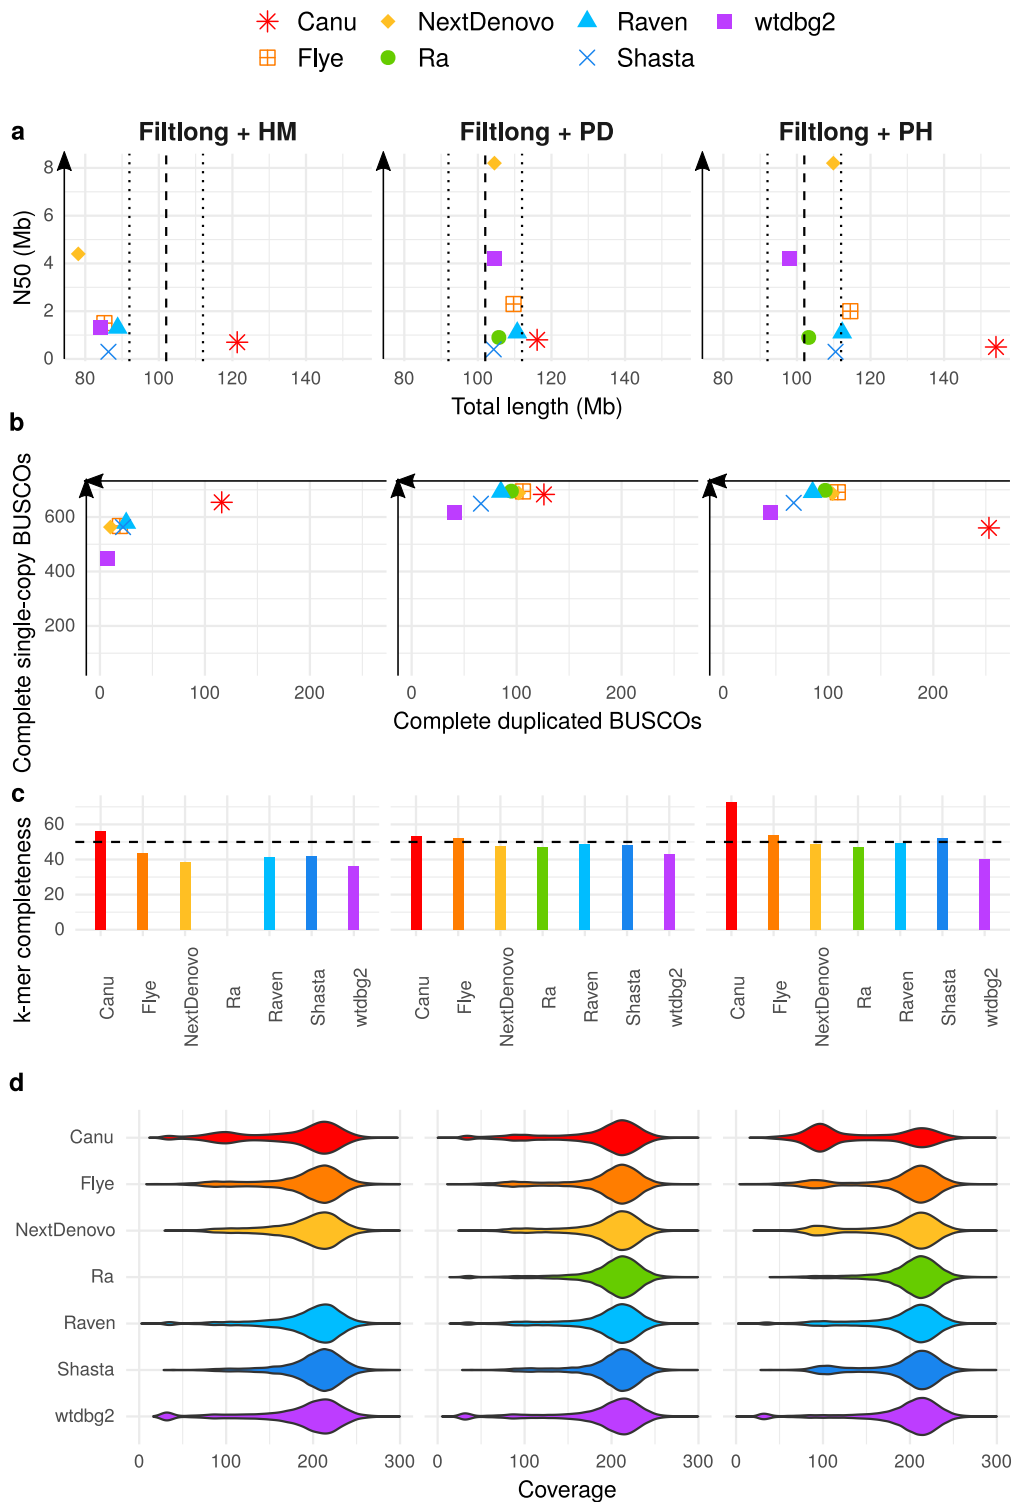 Canu NextDenovo Raven wtdbg2
Flye Ra Shasta
a
Filtlong + HM Filtlong + PD Filtlong + PH
N50 (Mb)
8
6
4
2
0
80 100 120 140 80 100 120 140 80 100 120 140
Total length (Mb)
b
Complete single-copy BUSCOs
600
400
200
0 100 200 0 100 200 0 100 200
Complete duplicated BUSCOs
c
k-mer completeness
60
40
20
0
Canu Flye NextDenovo Ra Raven Shasta wtdbg2 Canu Flye NextDenovo Ra Raven Shasta wtdbg2 Canu Flye NextDenovo Ra Raven Shasta wtdbg2
d
Canu
Flye
NextDenovo
Ra
Raven
Shasta
wtdbg2
0 100 200 300 0 100 200 300 0 100 200 300
Coverage